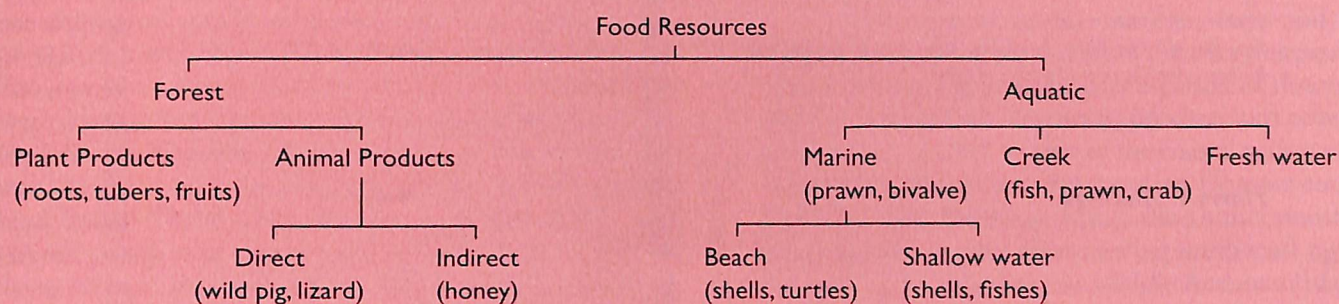 Food Resources
Forest
Aquatic
Plant Products
(roots, tubers, fruits)
Animal Products
Marine
(prawn, bivalve)
Creek
(fish, prawn, crab)
Fresh water
Direct
(wild pig, lizard)
Indirect
(honey)
Beach
(shells, turtles)
Shallow water
(shells, fishes)